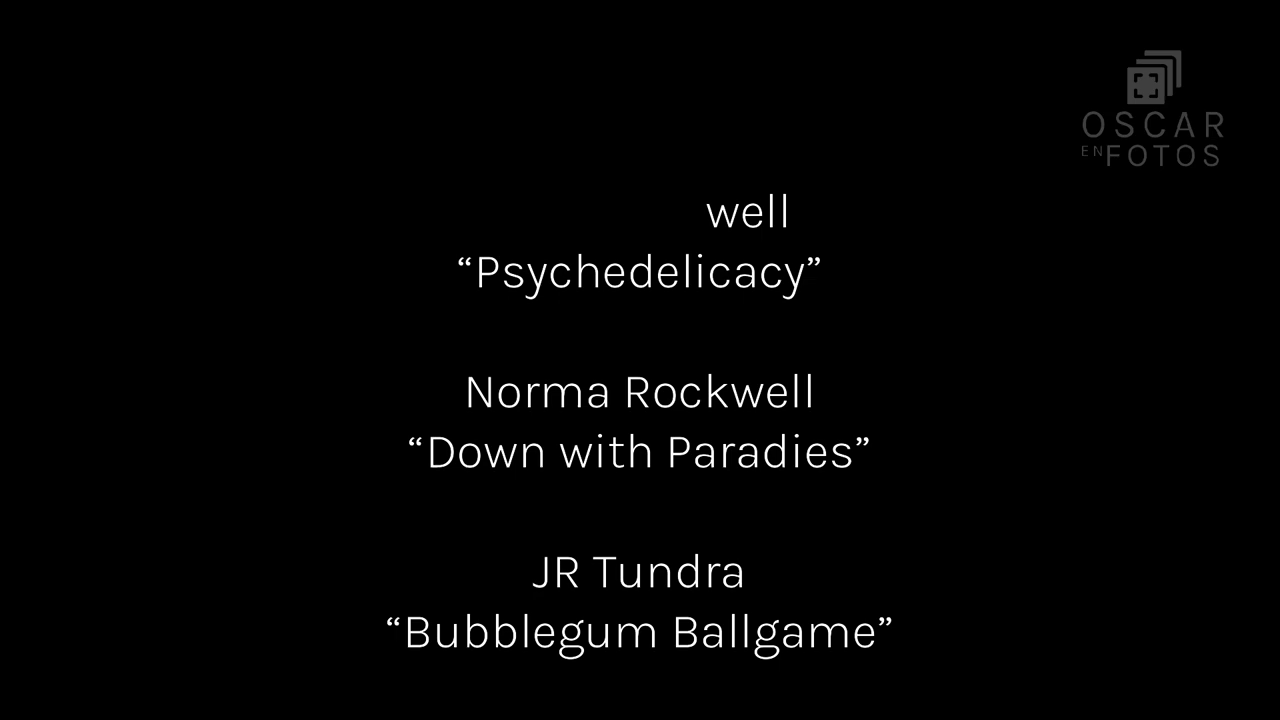 OSCAR
EN FOTOS
well
“Psychedelicacy”
Norma Rockwell
“Down with Paradies”
JR Tundra
“Bubblegum Ballgame”